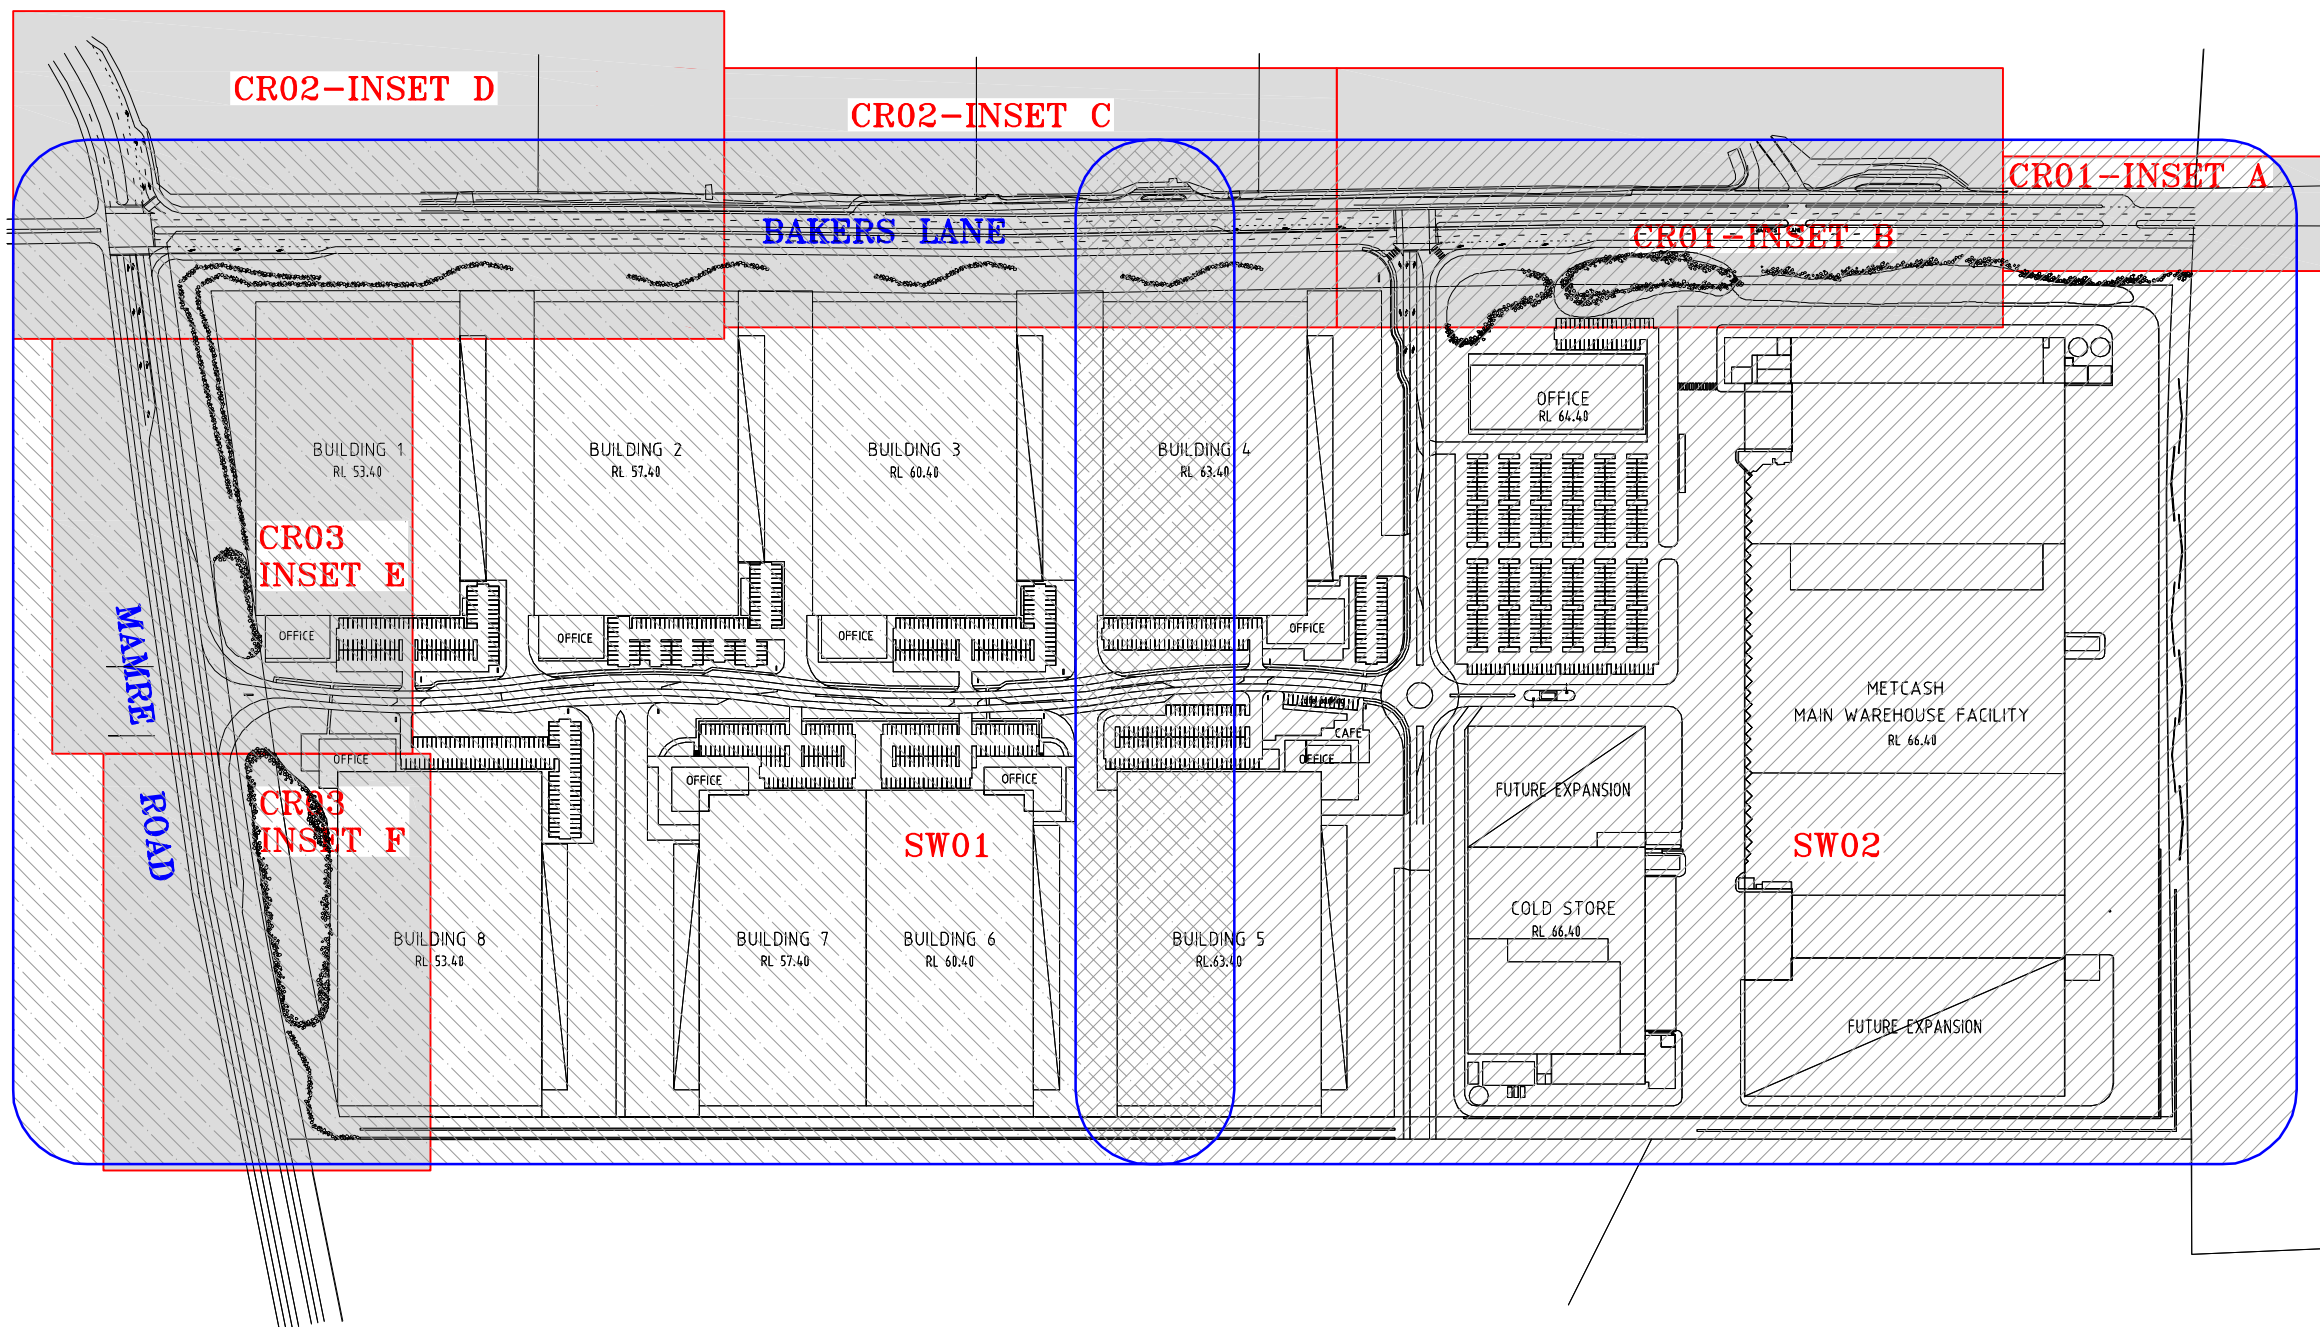 CR02-INSET D
CR02-INSET C
CR01-INSET A
BAKERS LANE
CR01-INSET B
OFFICE
RL 64.40
BUILDING 1
RL 53.40
BUILDING 2
RL 57.40
BUILDING 3
RL 60.40
BUILDING 4
RL 63.40
CR03
INSET E
MAMRE
ROAD
OFFICE
OFFICE
OFFICE
OFFICE
METCASH
MAIN WAREHOUSE FACILITY
RL 66.40
CAFE
OFFICE
OFFICE
OFFICE
OFFICE
FUTURE EXPANSION
CR03
INSET F
SW01
SW02
COLD STORE
RL 66.40
BUILDING 8
RL 53.40
BUILDING 7
RL 57.40
BUILDING 6
RL 60.40
BUILDING 5
RL.63.40
FUTURE EXPANSION